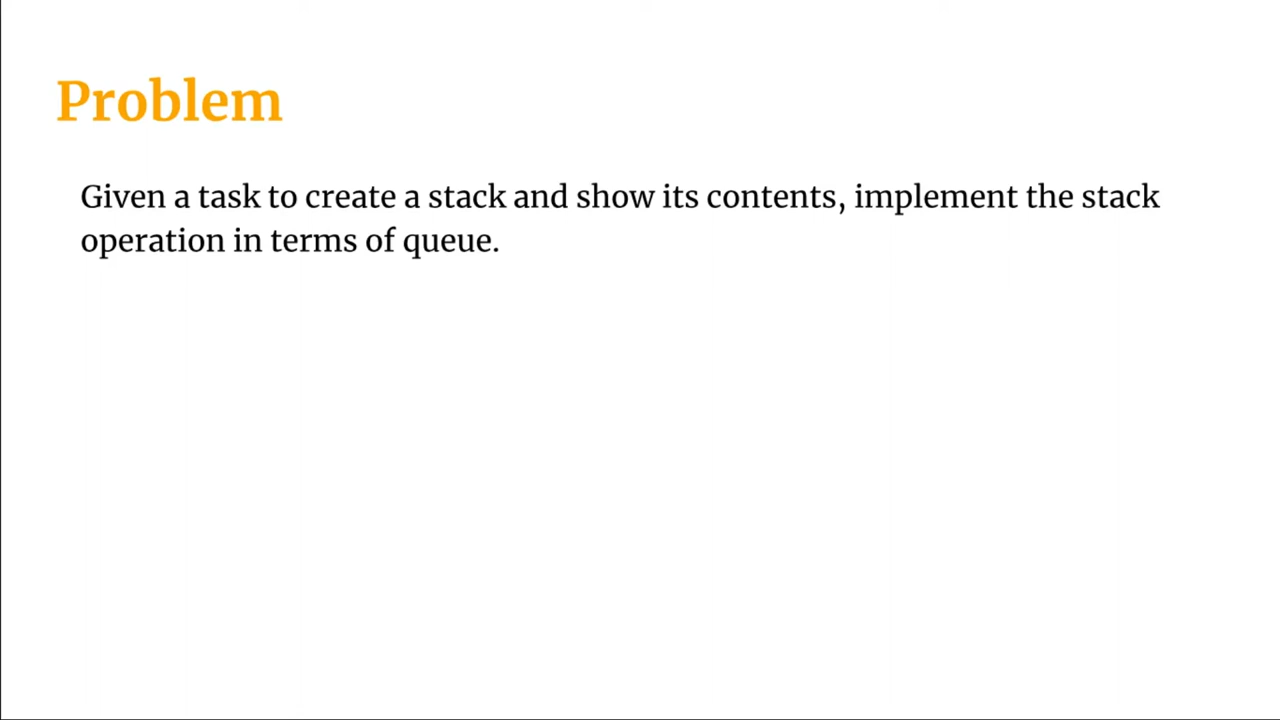 Problem
Given a task to create a stack and show its contents, implement the stack
operation in terms of queue.